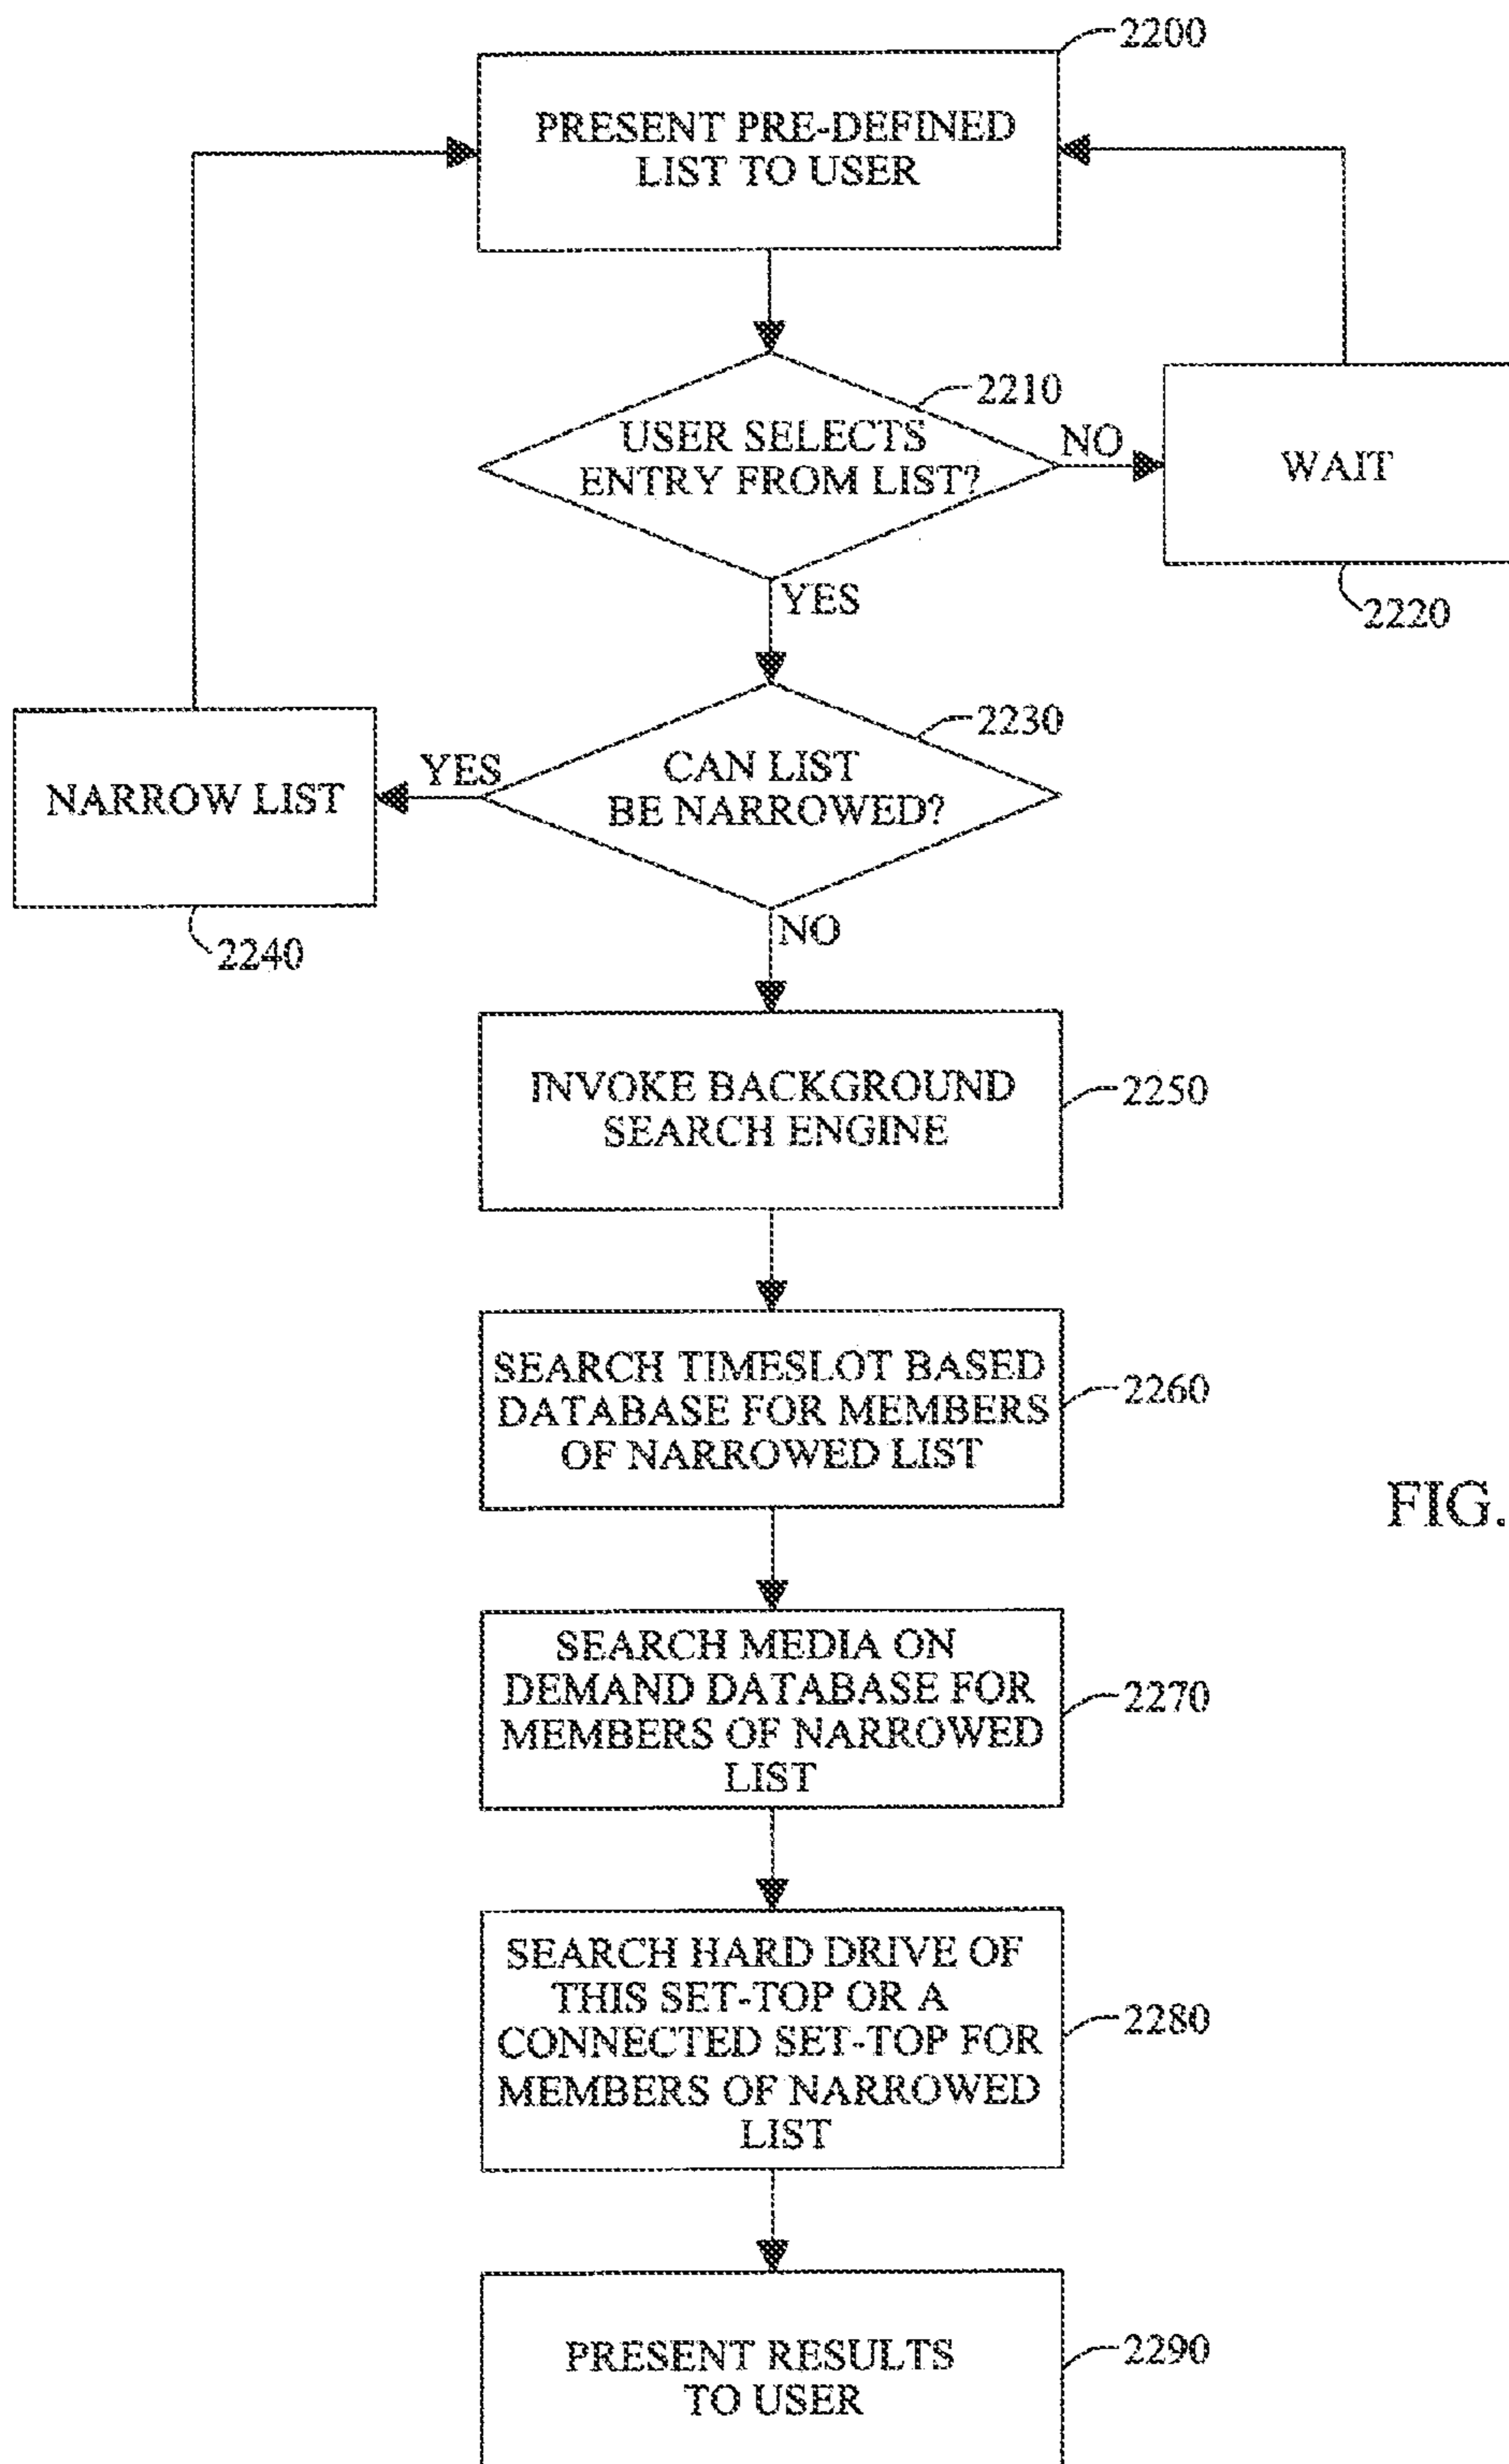 2200
PRESENT PRE-DEFINED
LIST TO USER
2210
USER SELECTS
ENTRY FROM LIST?
NO
WAIT
2220
YES
2230
CAN LIST
BE NARROWED?
YES
NARROW LIST
2240
NO
INVOKE BACKGROUND
SEARCH ENGINE
2250
SEARCH TIMESLOT BASED
DATABASE FOR MEMBERS
OF NARROWED LIST
2260
FIG.
SEARCH MEDIA ON
DEMAND DATABASE FOR
MEMBERS OF NARROWED
LIST
2270
SEARCH HARD DRIVE OF
THIS SET-TOP OR A
CONNECTED SET-TOP FOR
MEMBERS OF NARROWED
LIST
2280
PRESENT RESULTS
TO USER
2290